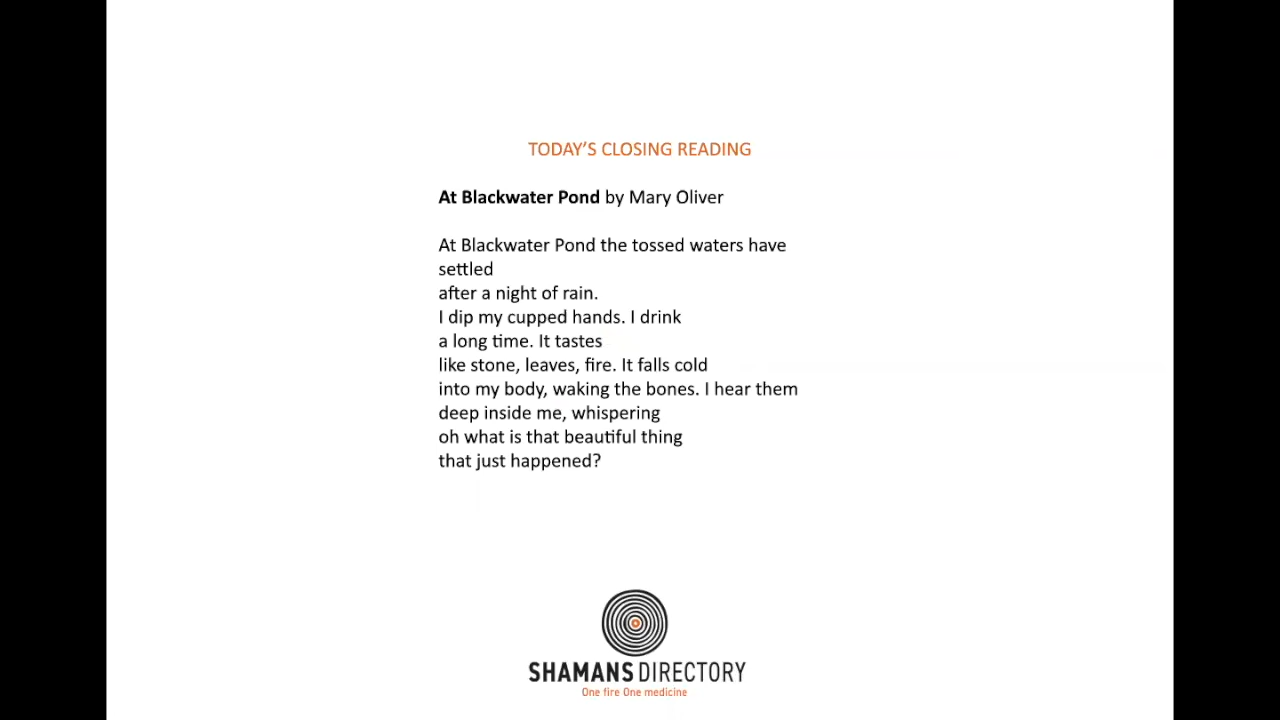 TODAY'S CLOSING READING
At Blackwater Pond by Mary Oliver
At Blackwater Pond the tossed waters have
settled
after a night of rain.
I dip my cupped hands. I drink
a long time. It tastes
like stone, leaves, fire. It falls cold
into my body, waking the bones. I hear them
deep inside me, whispering
oh what is that beautiful thing
that just happened?
SHAMANS DIRECTORY
One fire One medicine